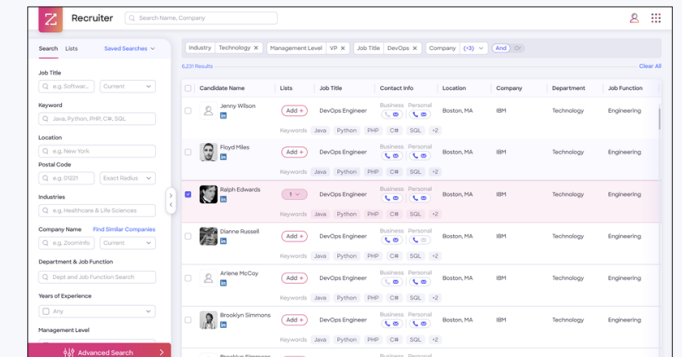 Recruiter
Search Name, Company
Search Lists Saved Searches
Industry Technology × Management Level VP × Job Title DevOps × Company (+3) And Or
8,231 Results Clear All
Job Title
e.g. Softwar... Current
Keyword
Java, Python, PHP, C#, SQL
Location
e.g. New York
Postal Code
e.g. 01221 Exact Radius
Industries
e.g. Healthcare & Life Sciences
Company Name Find Similar Companies
e.g. ZoomInfo Current
Department & Job Function
Dept and Job Function Search
Years of Experience
Any
Management Level
Advanced Search
Candidate Name Lists Job Title Contact Info Location Company Department Job Function
Jenny Wilson Add + DevOps Engineer Business Personal Boston, MA IBM Technology Engineering
Keywords Java Python PHP C# SQL +2
Floyd Miles Add + DevOps Engineer Business Personal Boston, MA IBM Technology Engineering
Keywords Java Python PHP C# SQL +2
Ralph Edwards 1 DevOps Engineer Business Personal Boston, MA IBM Technology Engineering
Keywords Java Python PHP C# SQL +2
Dianne Russell Add + DevOps Engineer Business Personal Boston, MA IBM Technology Engineering
Keywords Java Python PHP C# SQL +2
Arlene McCoy Add + DevOps Engineer Business Personal Boston, MA IBM Technology Engineering
Keywords Java Python PHP C# SQL +2
Brooklyn Simmons Add + DevOps Engineer Business Personal Boston, MA IBM Technology Engineering
Keywords Java Python PHP C# SQL +2
Brooklyn Simmons Business Personal